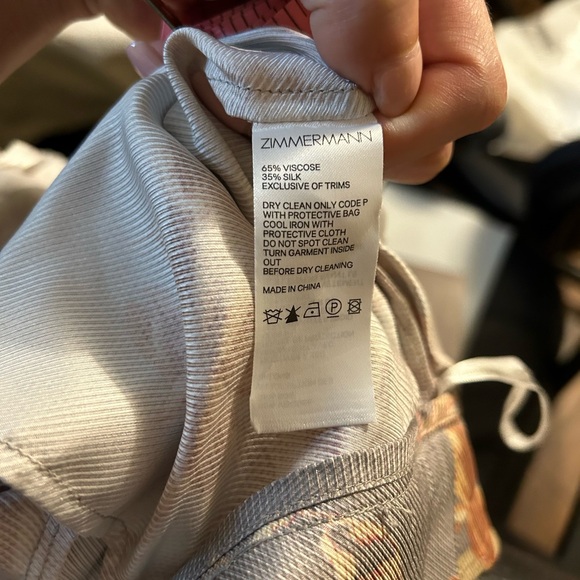 ZIMMERMANN
65% VISCOSE
35% SILK
EXCLUSIVE OF TRIMS
DRY CLEAN ONLY CODE P
WITH PROTECTIVE BAG
COOL IRON WITH
PROTECTIVE CLOTH
DO NOT SPOT CLEAN
TURN GARMENT INSIDE
OUT
BEFORE DRY CLEANING
MADE IN CHINA
P